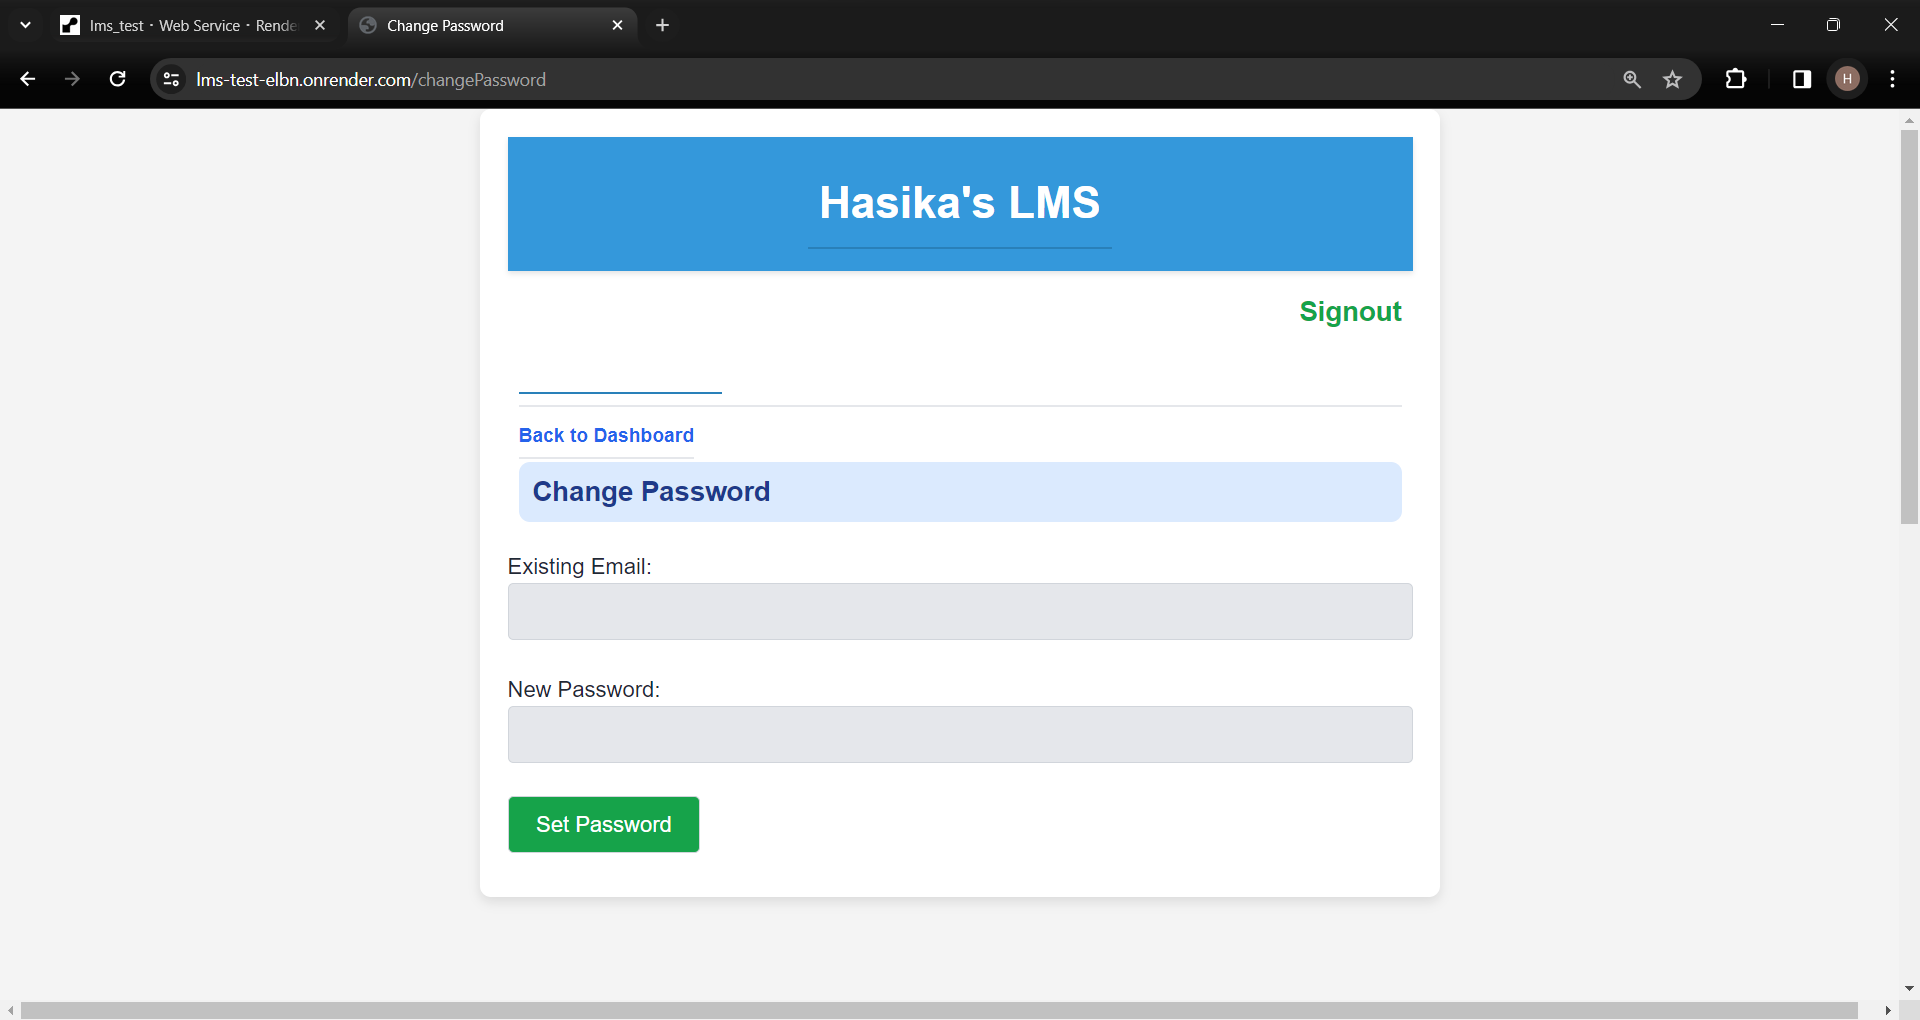 lms_test · Web Service · Rende
Change Password
lms-test-elbn.onrender.com/changePassword
H
Hasika's LMS
Signout
Back to Dashboard
Change Password
Existing Email:
New Password:
Set Password